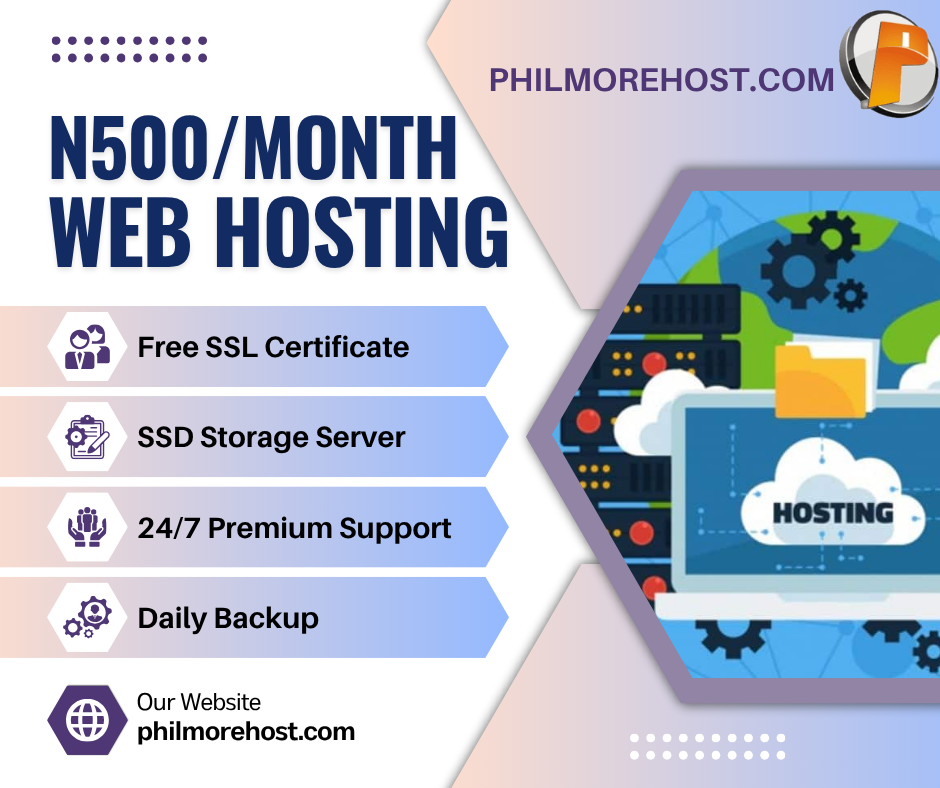 PHILMOREHOST.COM
N500/MONTH
WEB HOSTING
Free SSL Certificate
SSD Storage Server
24/7 Premium Support
Daily Backup
HOSTING
Our Website
philmorehost.com